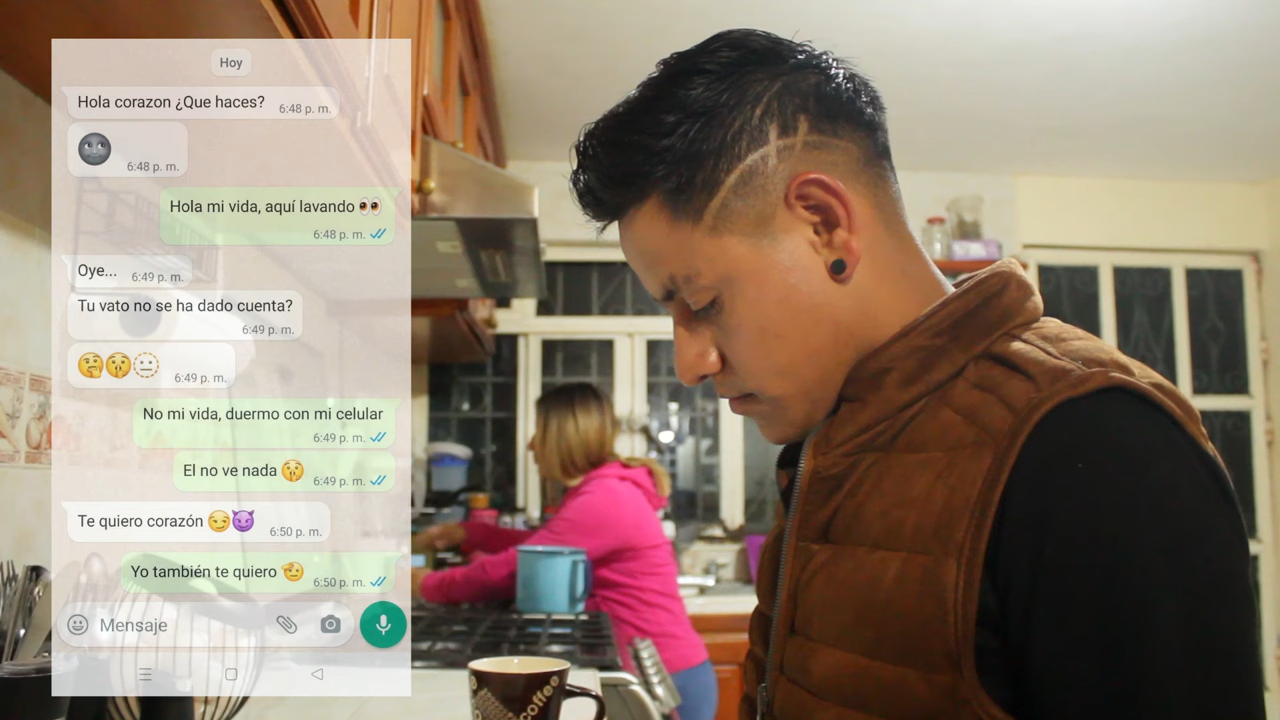 Hoy
Hola corazon ¿Que haces? 6:48 p. m.
🌚 6:48 p. m.
Hola mi vida, aquí lavando 👀
6:48 p. m.
Oye... 6:49 p. m.
Tu vato no se ha dado cuenta?
6:49 p. m.
🤔🤫🫥 6:49 p. m.
No mi vida, duermo con mi celular
6:49 p. m.
El no ve nada 🤫 6:49 p. m.
Te quiero corazón 😏😈 6:50 p. m.
Yo también te quiero 🫡 6:50 p. m.
Mensaje
coffee